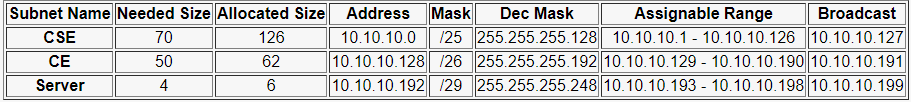 Subnet Name Needed Size Allocated Size Address Mask Dec Mask Assignable Range Broadcast
CSE 70 126 10.10.10.0 /25 255.255.255.128 10.10.10.1 - 10.10.10.126 10.10.10.127
CE 50 62 10.10.10.128 /26 255.255.255.192 10.10.10.129 - 10.10.10.190 10.10.10.191
Server 4 6 10.10.10.192 /29 255.255.255.248 10.10.10.193 - 10.10.10.198 10.10.10.199